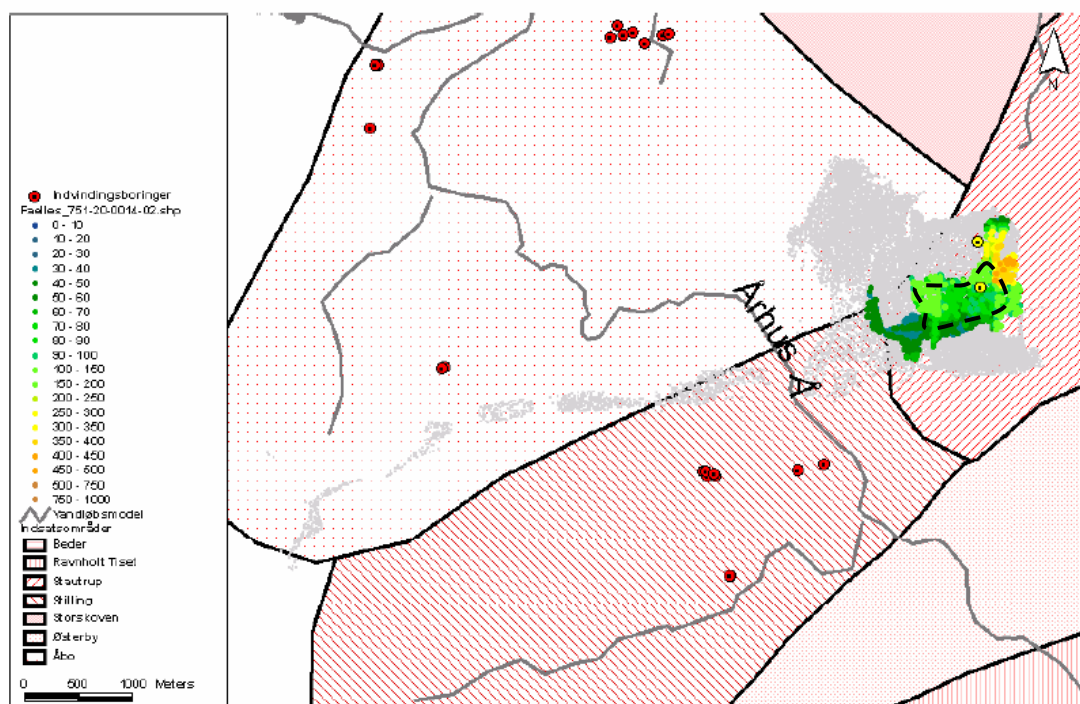 Indvindingsboringer
Faelles_751-20-0014-02.shp
0 - 10
10 - 20
20 - 30
30 - 40
40 - 50
50 - 60
60 - 70
70 - 80
80 - 90
90 - 100
100 - 150
150 - 200
200 - 250
250 - 300
300 - 350
350 - 400
400 - 450
450 - 500
500 - 750
750 - 1000
Vandløbsmodel
Indsatsområder
Beder
Ravnholt Tiset
Stautrup
Stilling
Storskoven
Østerby
Åbo
0 500 1000 Meters
N
Århus Å